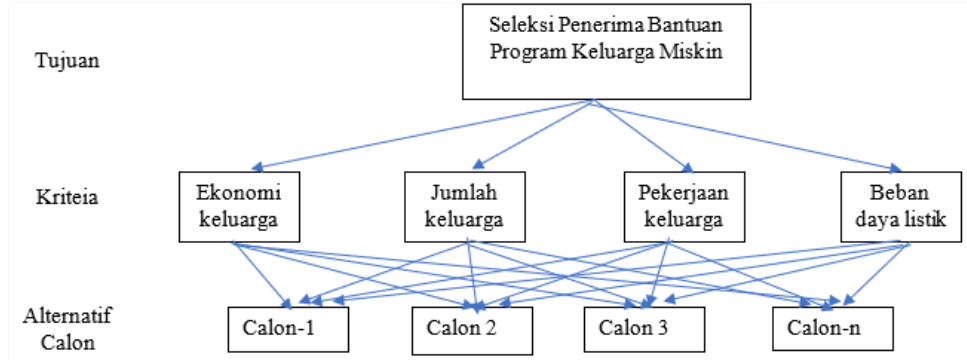 Seleksi Penerima Bantuan
Program Keluarga Miskin
Tujuan
Kriteia
Ekonomi
keluarga
Jumlah
keluarga
Pekerjaan
keluarga
Beban
daya listik
Alternatif
Calon
Calon-1
Calon 2
Calon 3
Calon-n